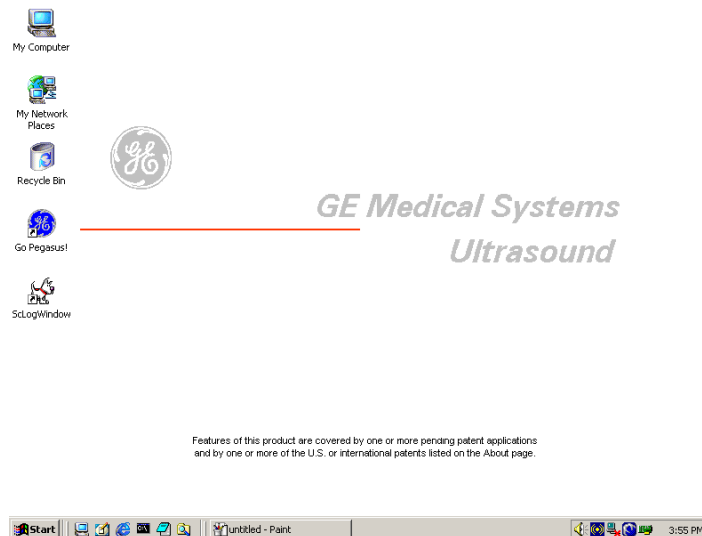 My Computer
My Network
Places
Recycle Bin
Go Pegasus!
ScLogWindow
GE
GE Medical Systems
Ultrasound
Features of this product are covered by one or more pending patent applications
and by one or more of the U.S. or international patents listed on the About page.
Start
untitled - Paint
3:55 PM